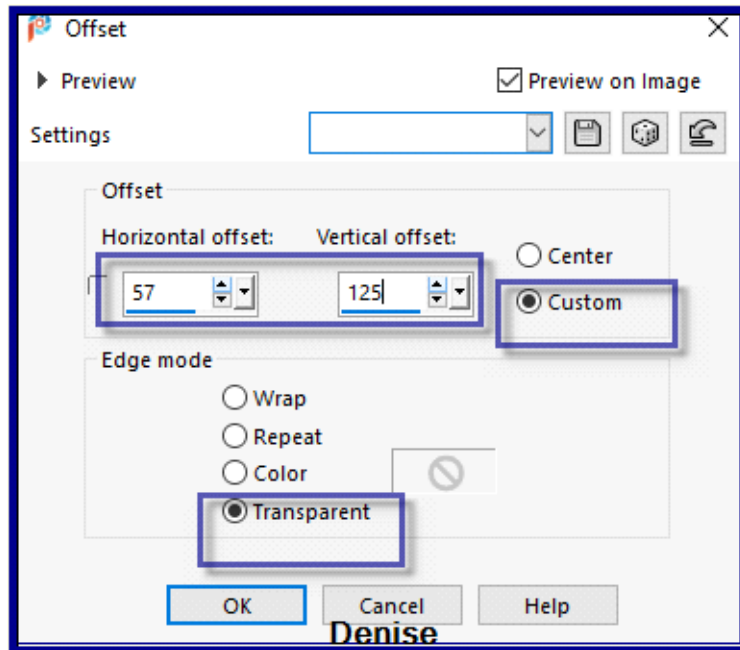 Offset
Preview
Preview on Image
Settings
Offset
Horizontal offset: Vertical offset:
Center
57 125
Custom
Edge mode
Wrap
Repeat
Color
Transparent
OK Cancel Help
Denise